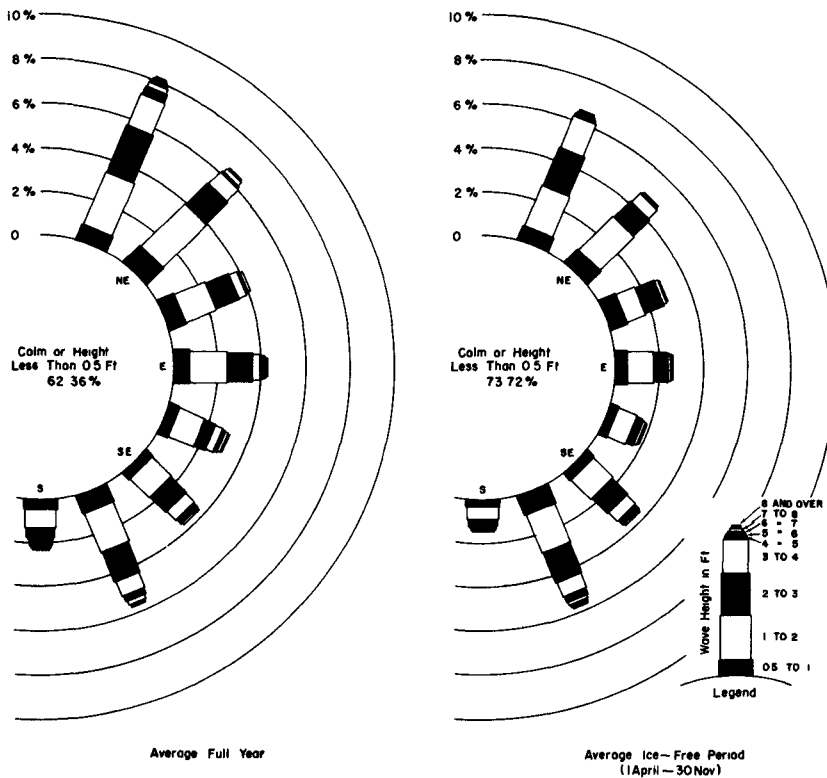 10%
8%
6%
4%
2%
0
NE
E
SE
S
Calm or Height
Less Than 0.5 Ft
62 36%
Average Full Year
10%
8%
6%
4%
2%
0
NE
E
SE
S
Calm or Height
Less Than 0.5 Ft
73 72%
8 AND OVER
7 TO 8
6 " 7
5 " 6
4 " 5
3 TO 4
2 TO 3
1 TO 2
0.5 TO 1
Wave Height in Ft
Legend
Average Ice-Free Period
(1 April — 30 Nov)